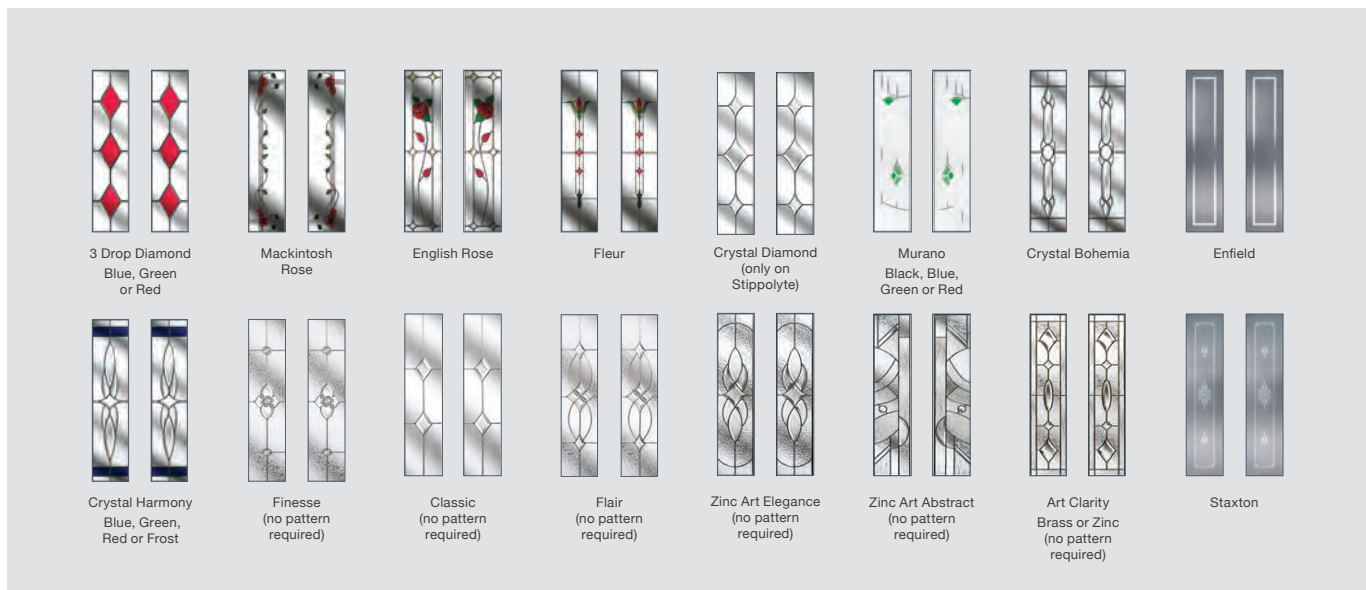 3 Drop Diamond
Blue, Green
or Red
Mackintosh
Rose
English Rose
Fleur
Crystal Diamond
(only on
Stippolyte)
Murano
Black, Blue,
Green or Red
Crystal Bohemia
Enfield
Crystal Harmony
Blue, Green,
Red or Frost
Finesse
(no pattern
required)
Classic
(no pattern
required)
Flair
(no pattern
required)
Zinc Art Elegance
(no pattern
required)
Zinc Art Abstract
(no pattern
required)
Art Clarity
Brass or Zinc
(no pattern
required)
Staxton